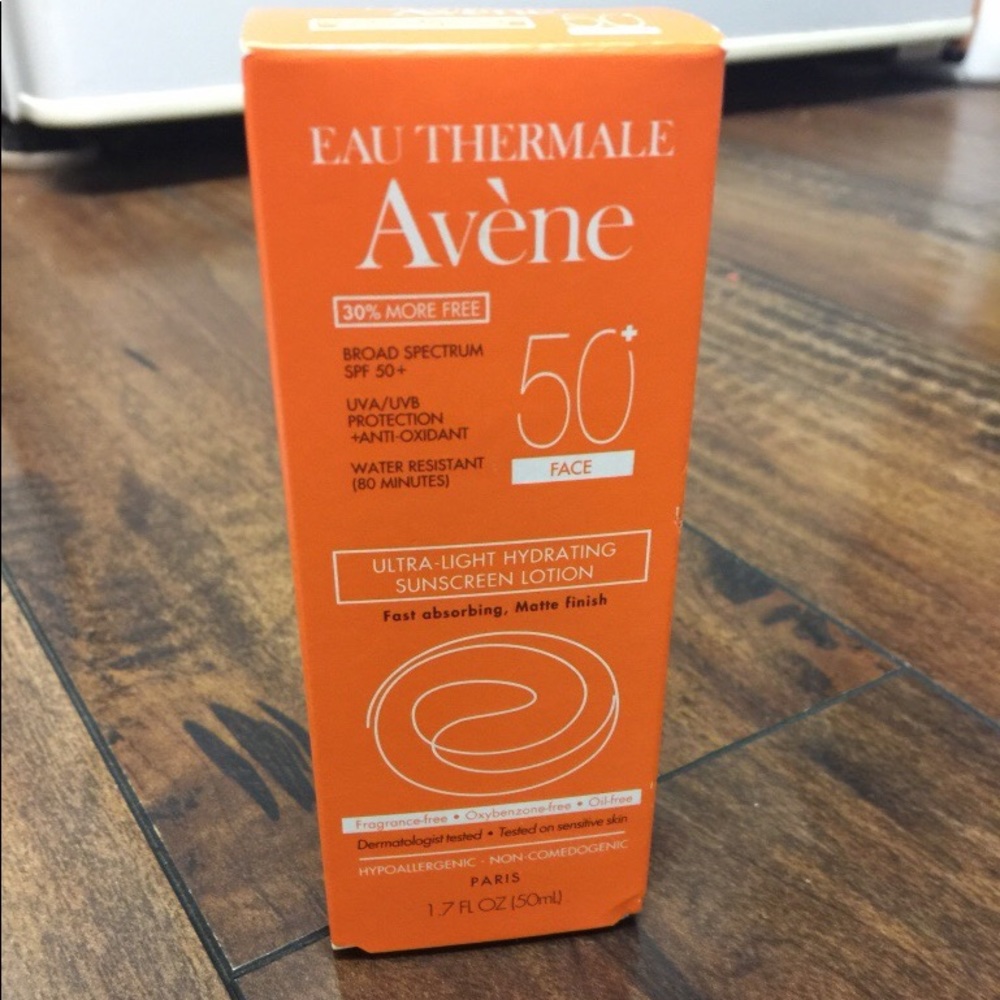 50
EAU THERMALE
Avène
30% MORE FREE
BROAD SPECTRUM
SPF 50+
UVA/UVB
PROTECTION
+ANTI-OXIDANT
WATER RESISTANT
(80 MINUTES)
50+
FACE
ULTRA-LIGHT HYDRATING
SUNSCREEN LOTION
Fast absorbing, Matte finish
Fragrance-free • Oxybenzone-free • Oil-free
Dermatologist tested • Tested on sensitive skin
HYPOALLERGENIC - NON-COMEDOGENIC
PARIS
1.7 FL OZ (50mL)